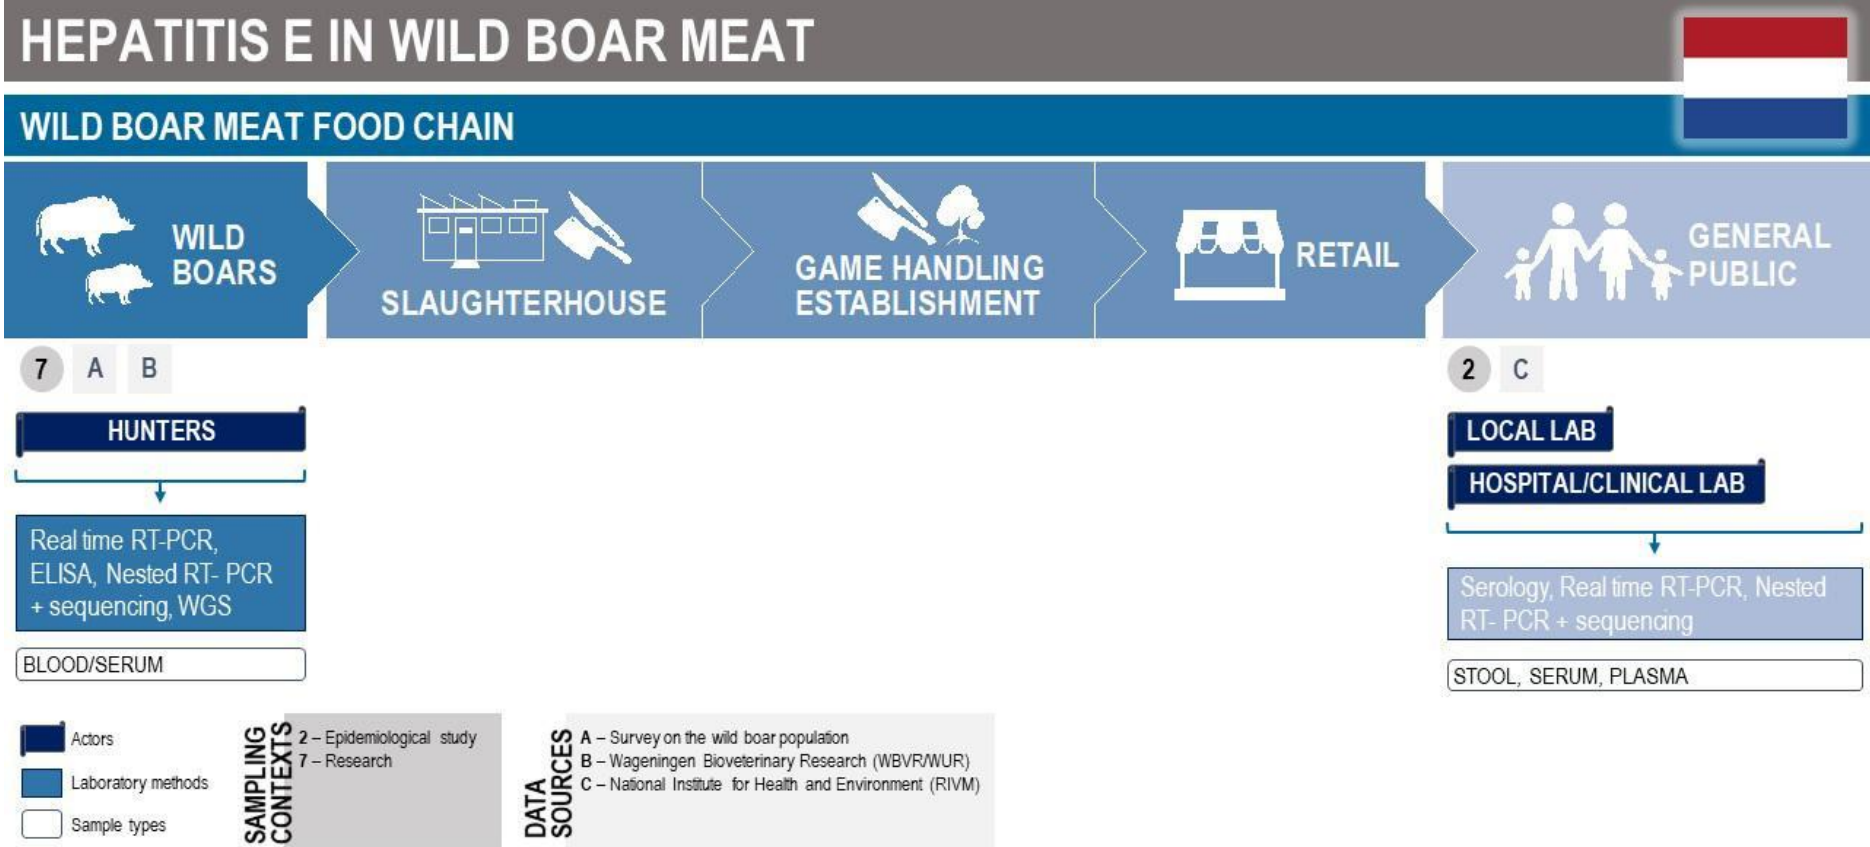 HEPATITIS E IN WILD BOAR MEAT
WILD BOAR MEAT FOOD CHAIN
WILD
BOARS
SLAUGHTERHOUSE
GAME HANDLING
ESTABLISHMENT
RETAIL
GENERAL
PUBLIC
7 A B
HUNTERS
Real time RT-PCR,
ELISA, Nested RT- PCR
+ sequencing, WGS
BLOOD/SERUM
2 C
LOCAL LAB
HOSPITAL/CLINICAL LAB
Serology, Real time RT-PCR, Nested
RT- PCR + sequencing
STOOL, SERUM, PLASMA
Actors
Laboratory methods
Sample types
SAMPLING
CONTEXTS
2 – Epidemiological study
7 – Research
DATA
SOURCES
A – Survey on the wild boar population
B – Wageningen Bioveterinary Research (WBVR/WUR)
C – National Institute for Health and Environment (RIVM)